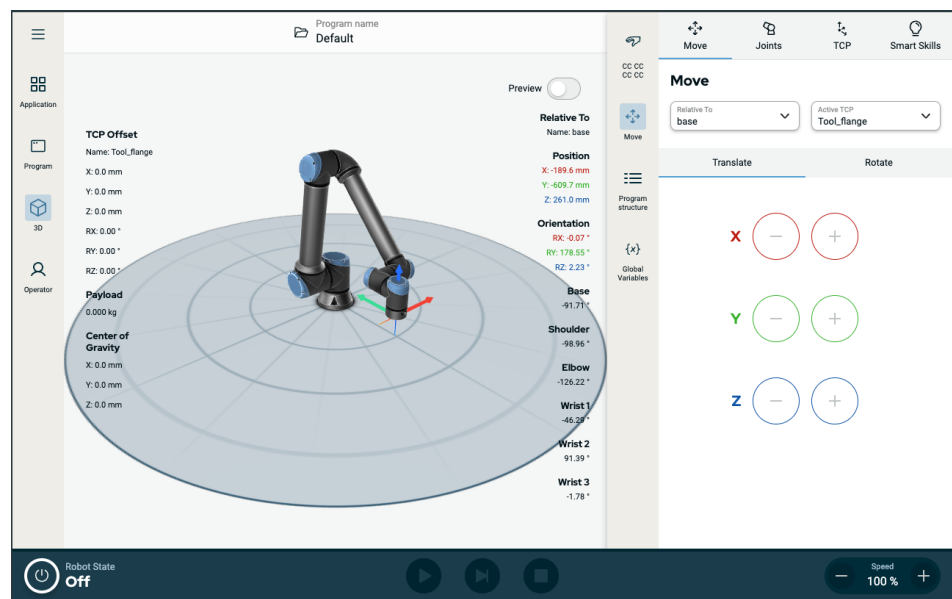 Program name
Default
Application
Program
3D
Operator
Preview
TCP Offset
Name: Tool_flange
X: 0.0 mm
Y: 0.0 mm
Z: 0.0 mm
RX: 0.00 °
RY: 0.00 °
RZ: 0.00 °
Payload
0.000 kg
Center of
Gravity
X: 0.0 mm
Y: 0.0 mm
Z: 0.0 mm
Relative To
Name: base
Position
X: -189.6 mm
Y: -609.7 mm
Z: 261.0 mm
Orientation
RX: -0.07 °
RY: 178.55 °
RZ: 2.23 °
Base
-91.71 °
Shoulder
-98.96 °
Elbow
-126.22 °
Wrist 1
-46.29 °
Wrist 2
91.39 °
Wrist 3
-1.78 °
CC CC
CC CC
Move
Program
structure
{x}
Global
Variables
Move
Joints
TCP
Smart Skills
Move
Relative To
base
Active TCP
Tool_flange
Translate
Rotate
X − +
Y − +
Z − +
Robot State
Off
Speed
− 100 % +